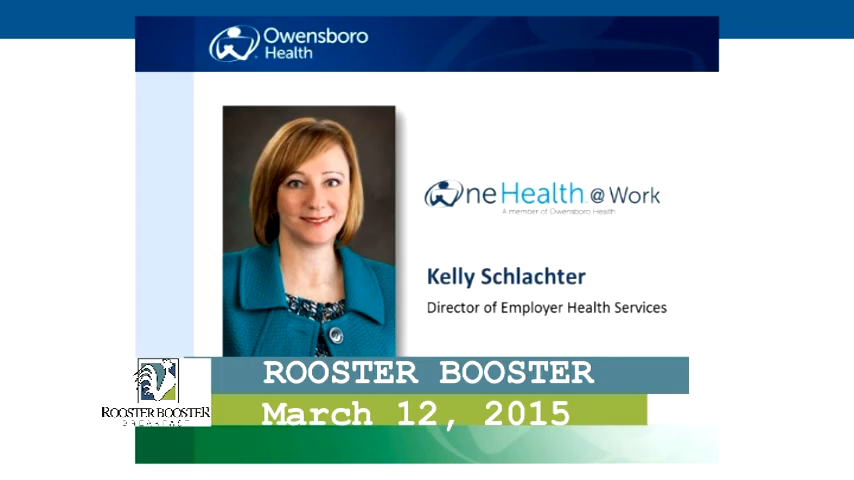 Owensboro
Health
OneHealth @ Work
A member of Owensboro Health
Kelly Schlachter
Director of Employer Health Services
ROOSTER BOOSTER
ROOSTER BOOSTER
BREAKFAST
March 12, 2015